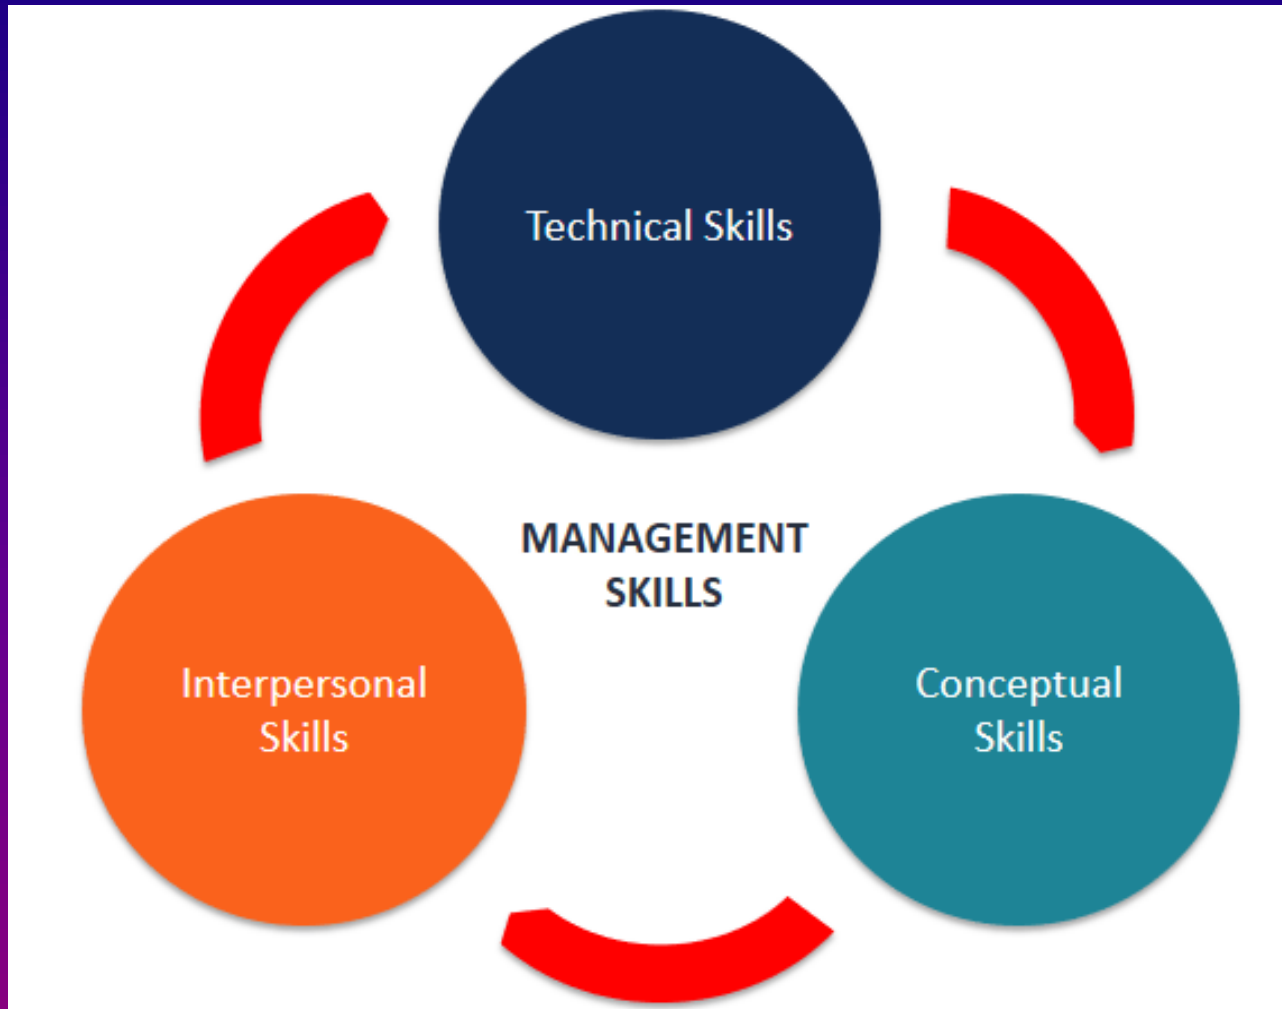 Technical Skills
MANAGEMENT
SKILLS
Interpersonal
Skills
Conceptual
Skills